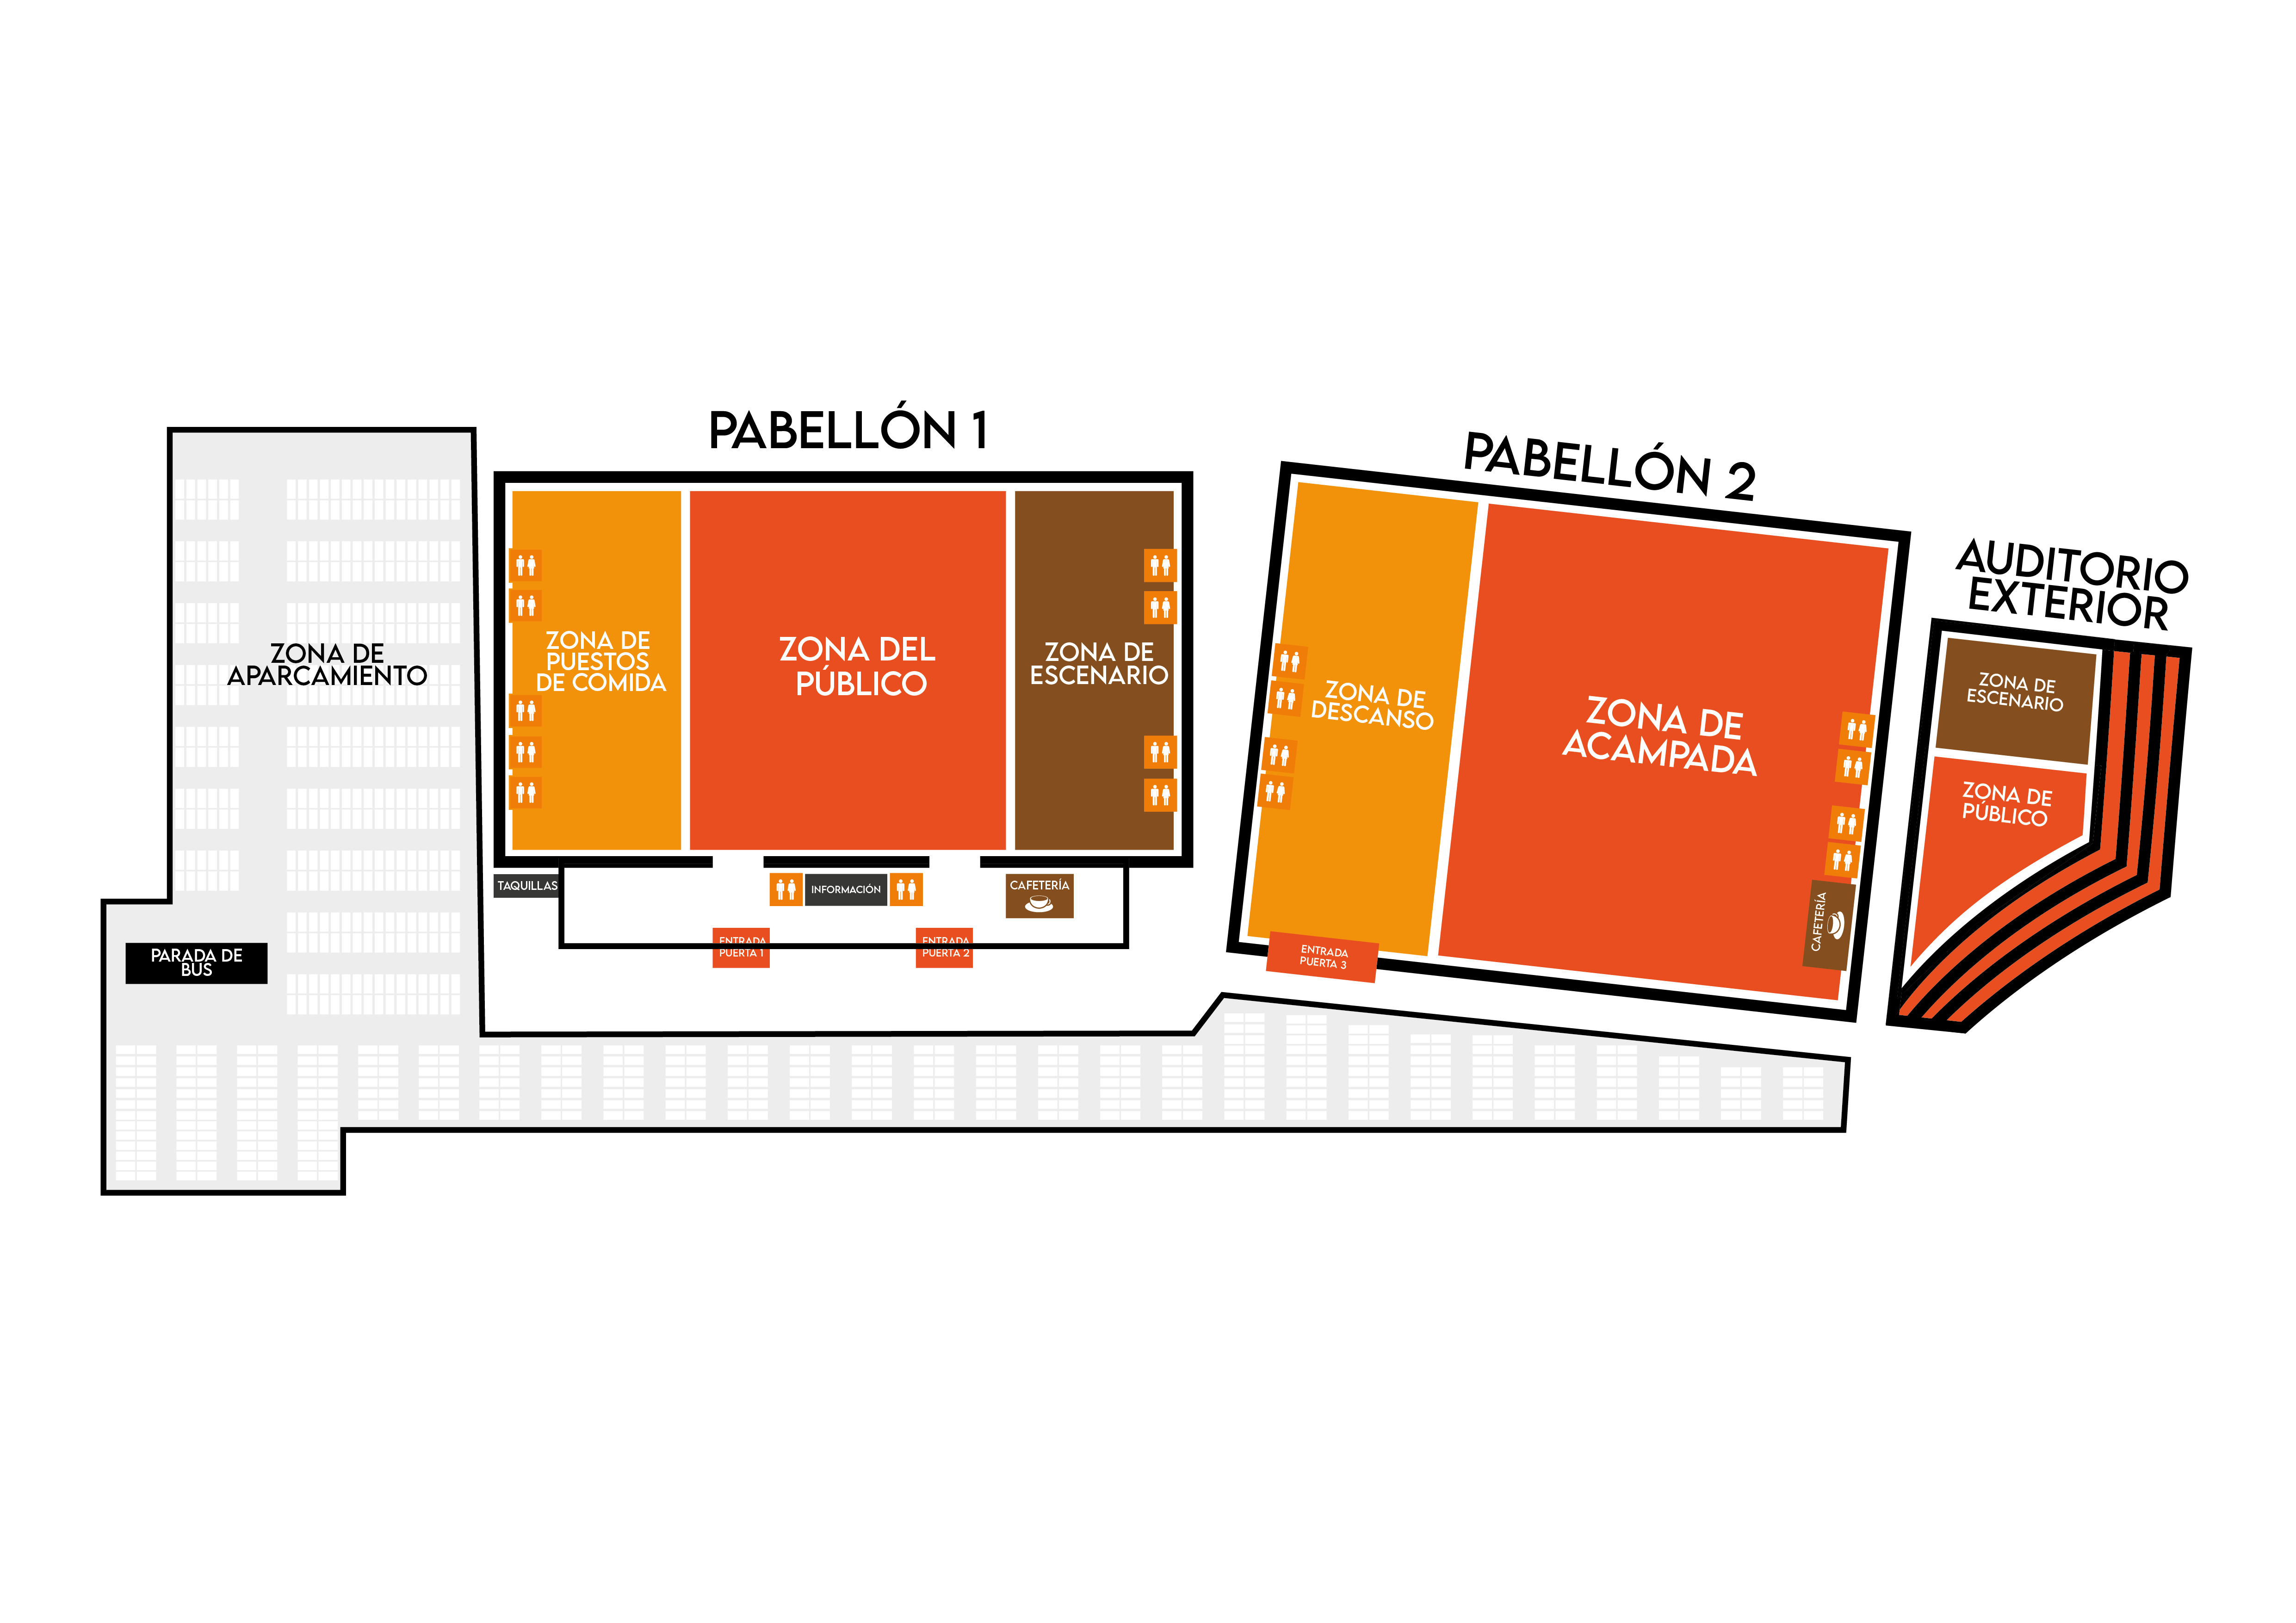 PABELLÓN 1
PABELLÓN 2
AUDITORIO
EXTERIOR
ZONA DE
APARCAMIENTO
ZONA DE
PUESTOS
DE COMIDA
ZONA DEL
PÚBLICO
ZONA DE
ESCENARIO
ZONA DE
DESCANSO
ZONA DE
ACAMPADA
ZONA DE
ESCENARIO
ZONA DE
PÚBLICO
TAQUILLAS
INFORMACIÓN
CAFETERÍA
CAFETERÍA
ENTRADA
PUERTA 1
ENTRADA
PUERTA 2
ENTRADA
PUERTA 3
PARADA DE
BUS